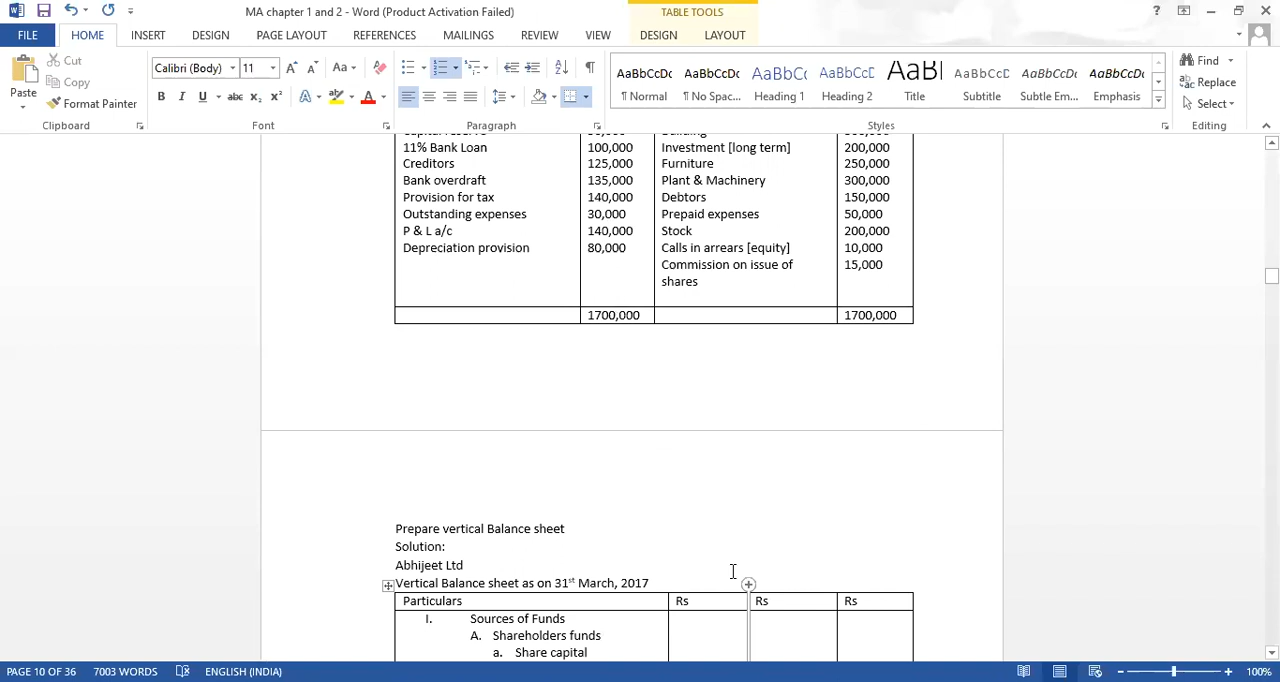 MA chapter 1 and 2 - Word (Product Activation Failed)
TABLE TOOLS
FILE HOME INSERT DESIGN PAGE LAYOUT REFERENCES MAILINGS REVIEW VIEW DESIGN LAYOUT
Paste
Cut
Copy
Format Painter
Clipboard
Calibri (Body) 11
Font
Paragraph
AaBbCcDc AaBbCcDc AaBbCc AaBbCcD AaBl AaBbCcD AaBbCcDc AaBbCcDc
¶ Normal ¶ No Spac... Heading 1 Heading 2 Title Subtitle Subtle Em... Emphasis
Styles
Find
Replace
Select
Editing
11% Bank Loan 100,000 Investment [long term] 200,000
Creditors 125,000 Furniture 250,000
Bank overdraft 135,000 Plant & Machinery 300,000
Provision for tax 140,000 Debtors 150,000
Outstanding expenses 30,000 Prepaid expenses 50,000
P & L a/c 140,000 Stock 200,000
Depreciation provision 80,000 Calls in arrears [equity] 10,000
Commission on issue of 15,000
shares
1700,000 1700,000
Prepare vertical Balance sheet
Solution:
Abhijeet Ltd
Vertical Balance sheet as on 31st March, 2017
Particulars Rs Rs Rs
I. Sources of Funds
A. Shareholders funds
a. Share capital
PAGE 10 OF 36 7003 WORDS ENGLISH (INDIA) 100%